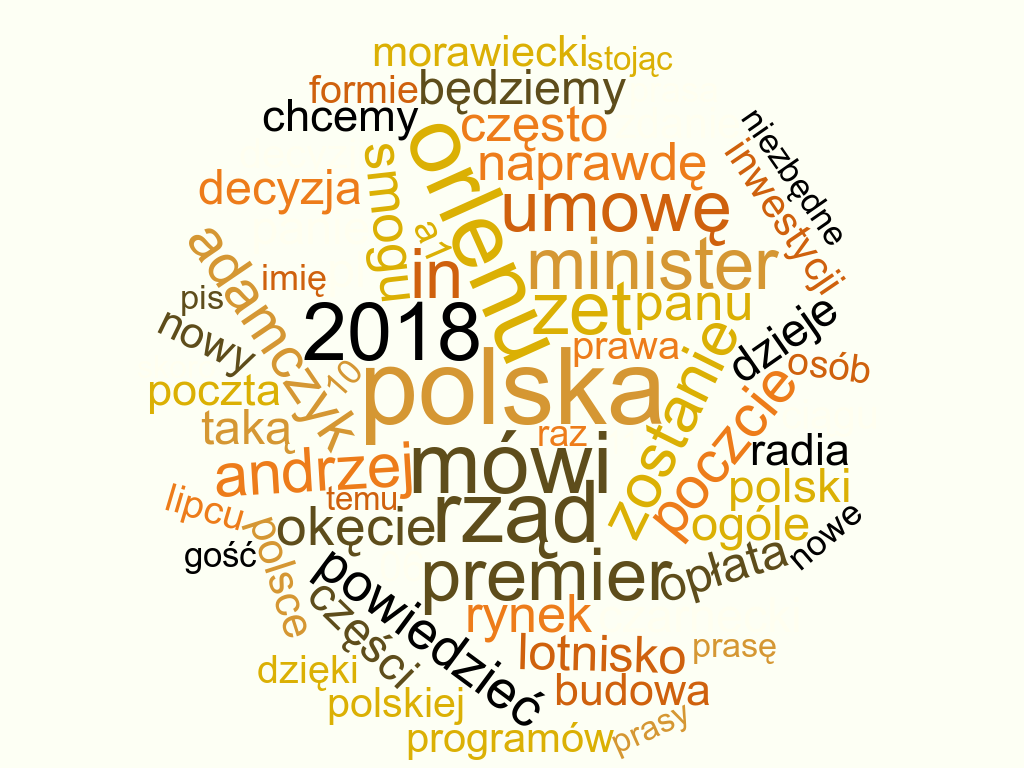 morawiecki
stojąc
formie
będziemy
chcemy
często
niezbędne
orlenu
naprawdę
inwestycji
smogu
decyzja
umowę
a1
adamczyk
in
minister
imię
zet
panu
pis
2018
dzieje
nowy
prawa
zostanie
osób
10
polska
poczta
poczcie
taką
raz
radia
andrzej
mówi
polski
temu
lipcu
rząd
ogóle
okęcie
nowe
gość
polsce
opłata
premier
powiedzieć
części
rynek
lotnisko
prasę
dzięki
budowa
polskiej
prasy
programów